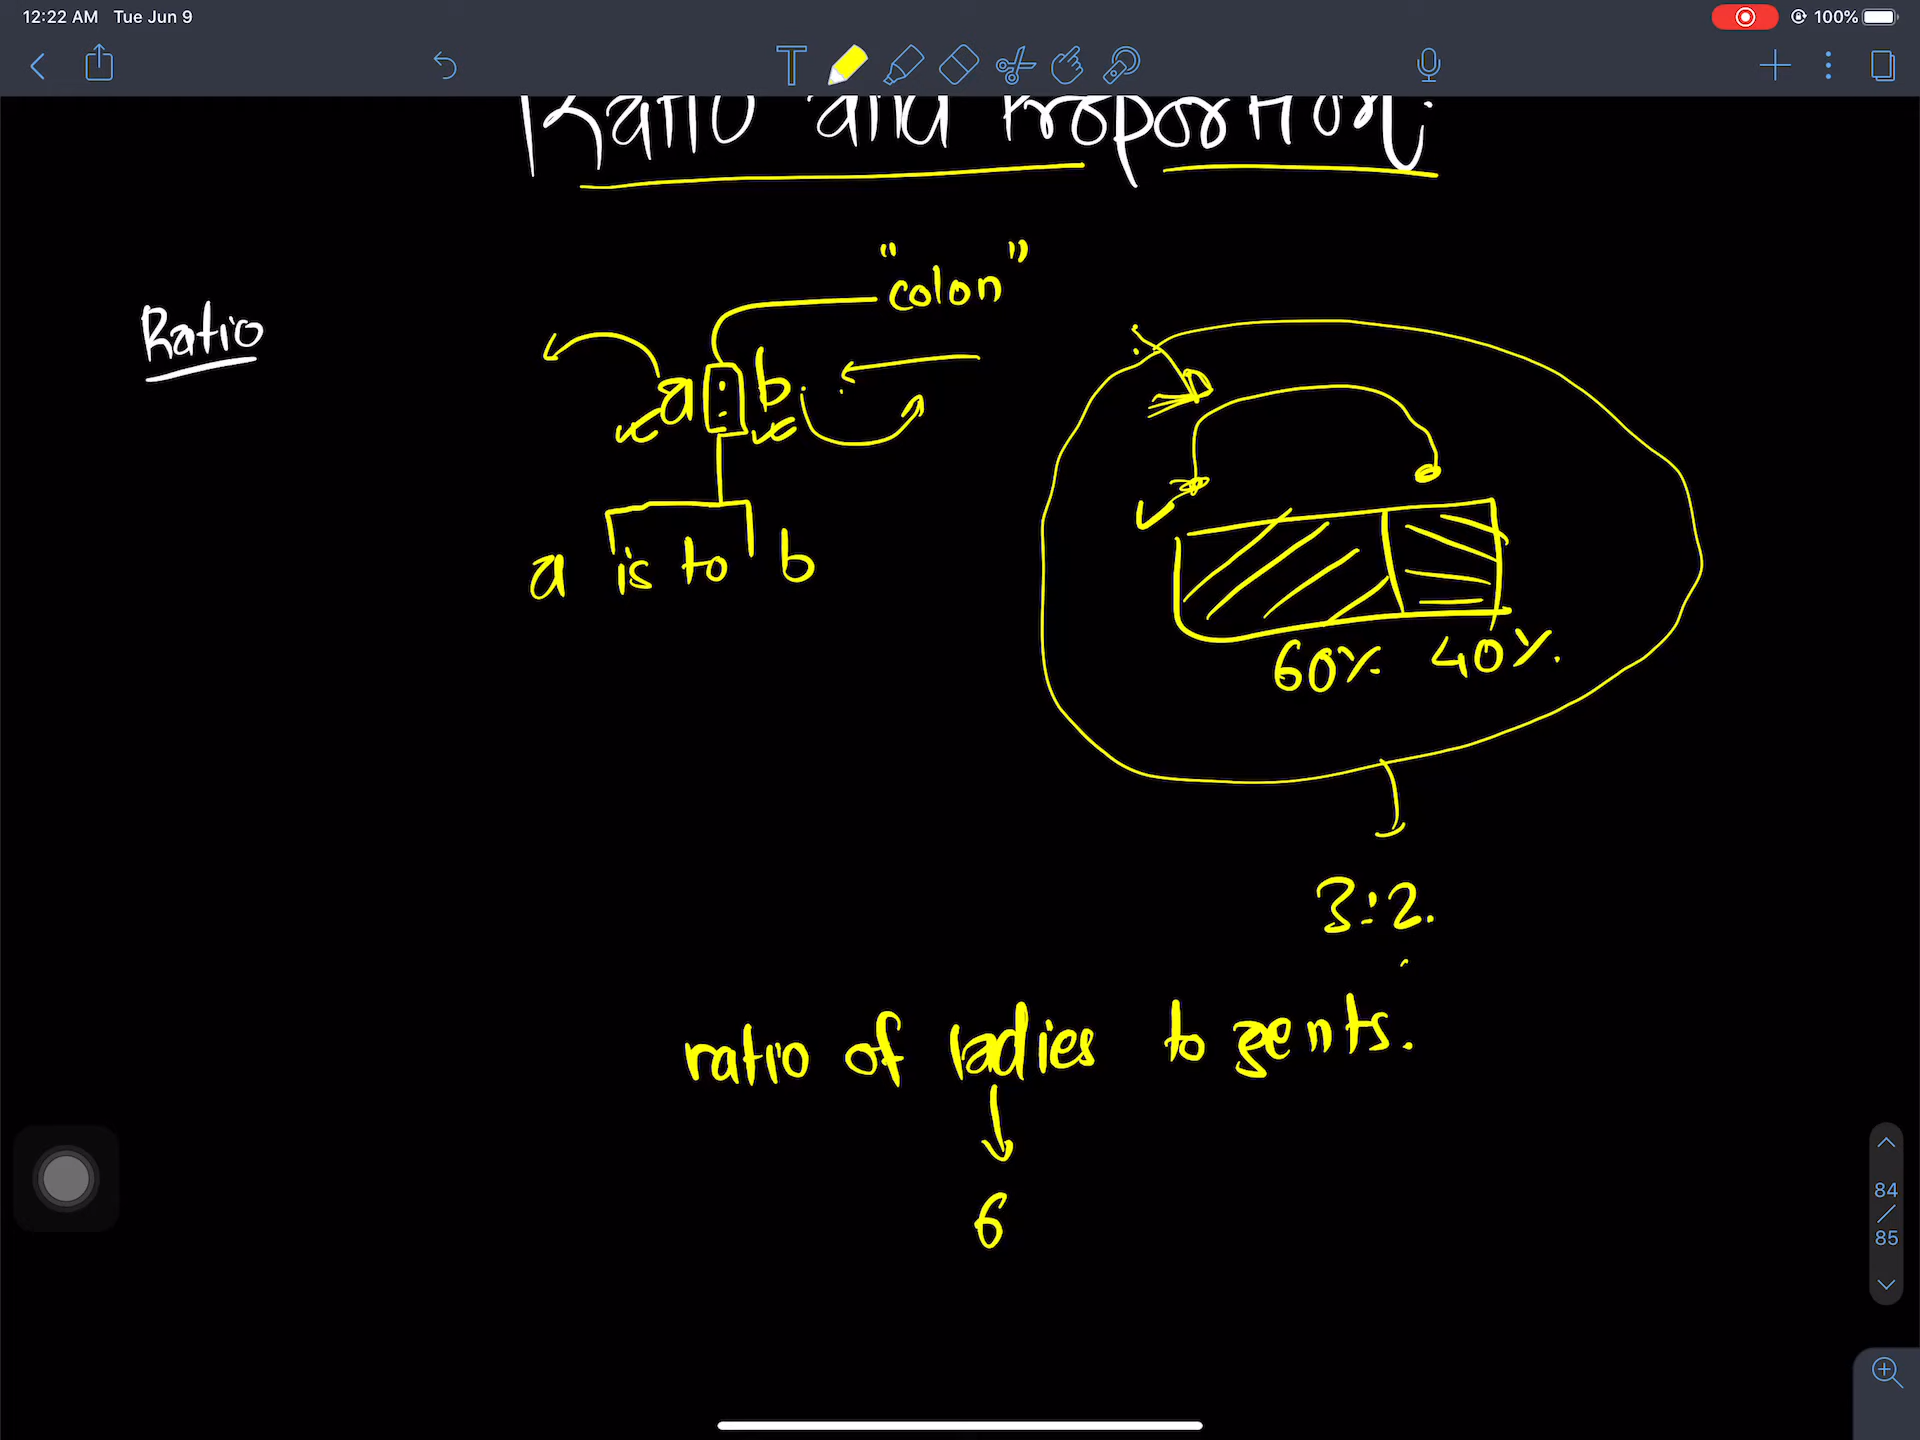 12:22 AM Tue Jun 9
100%
Ratio and Proportion.
Ratio
"colon"
a : b
a is to b
60% 40%.
3:2.
ratio of ladies to gents.
6
84
/
85